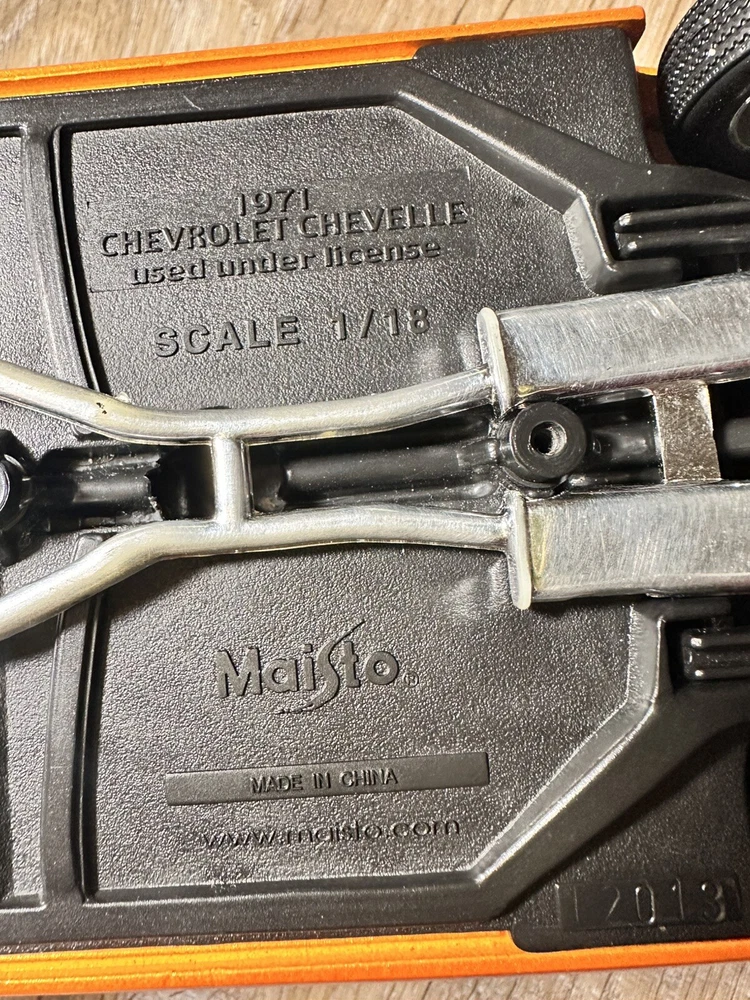 1971
CHEVROLET CHEVELLE
used under license
SCALE 1/18
Maisto®
MADE IN CHINA
www.maisto.com
2013